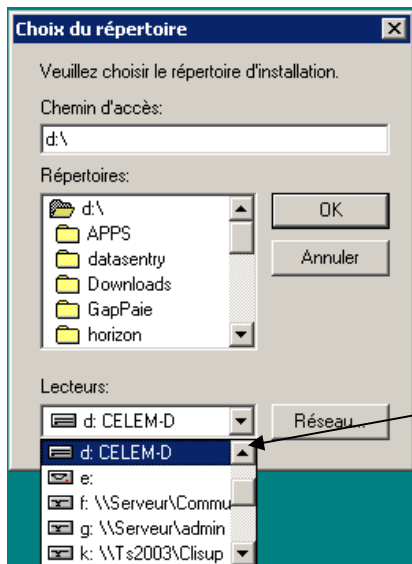 Choix du répertoire
Veuillez choisir le répertoire d'installation.
Chemin d'accès:
d:\
Répertoires:
d:\
APPS
datasentry
Downloads
GapPaie
horizon
OK
Annuler
Lecteurs:
d: CELEM-D
Réseau...
d: CELEM-D
e:
f: \\Serveur\Commu
g: \\Serveur\admin
k: \\Ts2003\Clisup